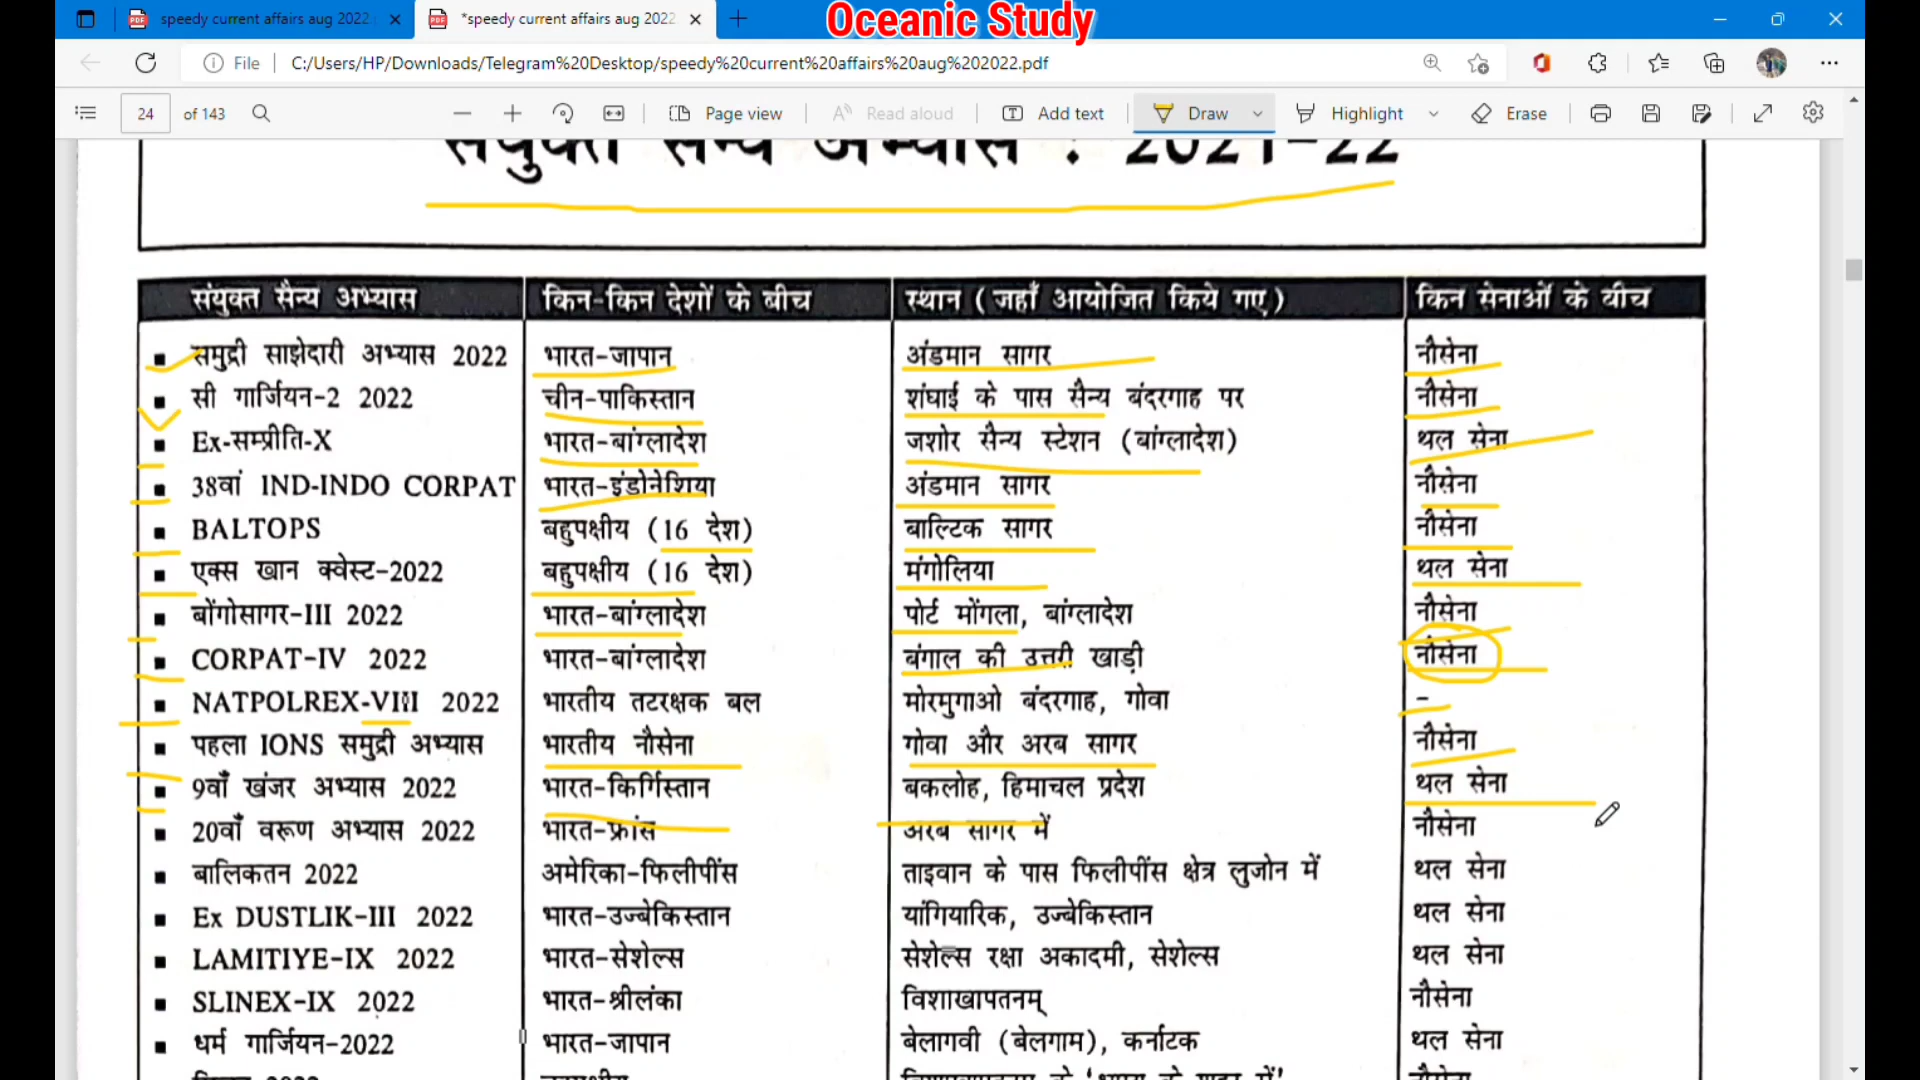 speedy current affairs aug 2022
*speedy current affairs aug 2022
Oceanic Study
File C:/Users/HP/Downloads/Telegram%20Desktop/speedy%20current%20affairs%20aug%202022.pdf
24 of 143 Page view Read aloud Add text Draw Highlight Erase
संयुक्त सैन्य अभ्यास : 2021-22
संयुक्त सैन्य अभ्यास किन-किन देशों के बीच स्थान (जहाँ आयोजित किये गए) किन सेनाओं के बीच
▪ समुद्री साझेदारी अभ्यास 2022 भारत-जापान अंडमान सागर नौसेना
▪ सी गार्जियन-2 2022 चीन-पाकिस्तान शंघाई के पास सैन्य बंदरगाह पर नौसेना
▪ Ex-सम्प्रीति-X भारत-बांग्लादेश जशोर सैन्य स्टेशन (बांग्लादेश) थल सेना
▪ 38वां IND-INDO CORPAT भारत-इंडोनेशिया अंडमान सागर नौसेना
▪ BALTOPS बहुपक्षीय (16 देश) बाल्टिक सागर नौसेना
▪ एक्स खान क्वेस्ट-2022 बहुपक्षीय (16 देश) मंगोलिया थल सेना
▪ बोंगोसागर-III 2022 भारत-बांग्लादेश पोर्ट मोंगला, बांग्लादेश नौसेना
▪ CORPAT-IV 2022 भारत-बांग्लादेश बंगाल की उत्तरी खाड़ी नौसेना
▪ NATPOLREX-VIII 2022 भारतीय तटरक्षक बल मोरमुगाओ बंदरगाह, गोवा –
▪ पहला IONS समुद्री अभ्यास भारतीय नौसेना गोवा और अरब सागर नौसेना
▪ 9वाँ खंजर अभ्यास 2022 भारत-किर्गिस्तान बकलोह, हिमाचल प्रदेश थल सेना
▪ 20वाँ वरूण अभ्यास 2022 भारत-फ्रांस अरब सागर में नौसेना
▪ बालिकतन 2022 अमेरिका-फिलीपींस ताइवान के पास फिलीपींस क्षेत्र लुजोन में थल सेना
▪ Ex DUSTLIK-III 2022 भारत-उज्बेकिस्तान यांगियारिक, उज्बेकिस्तान थल सेना
▪ LAMITIYE-IX 2022 भारत-सेशेल्स सेशेल्स रक्षा अकादमी, सेशेल्स थल सेना
▪ SLINEX-IX 2022 भारत-श्रीलंका विशाखापतनम् नौसेना
▪ धर्म गार्जियन-2022 भारत-जापान बेलागवी (बेलगाम), कर्नाटक थल सेना